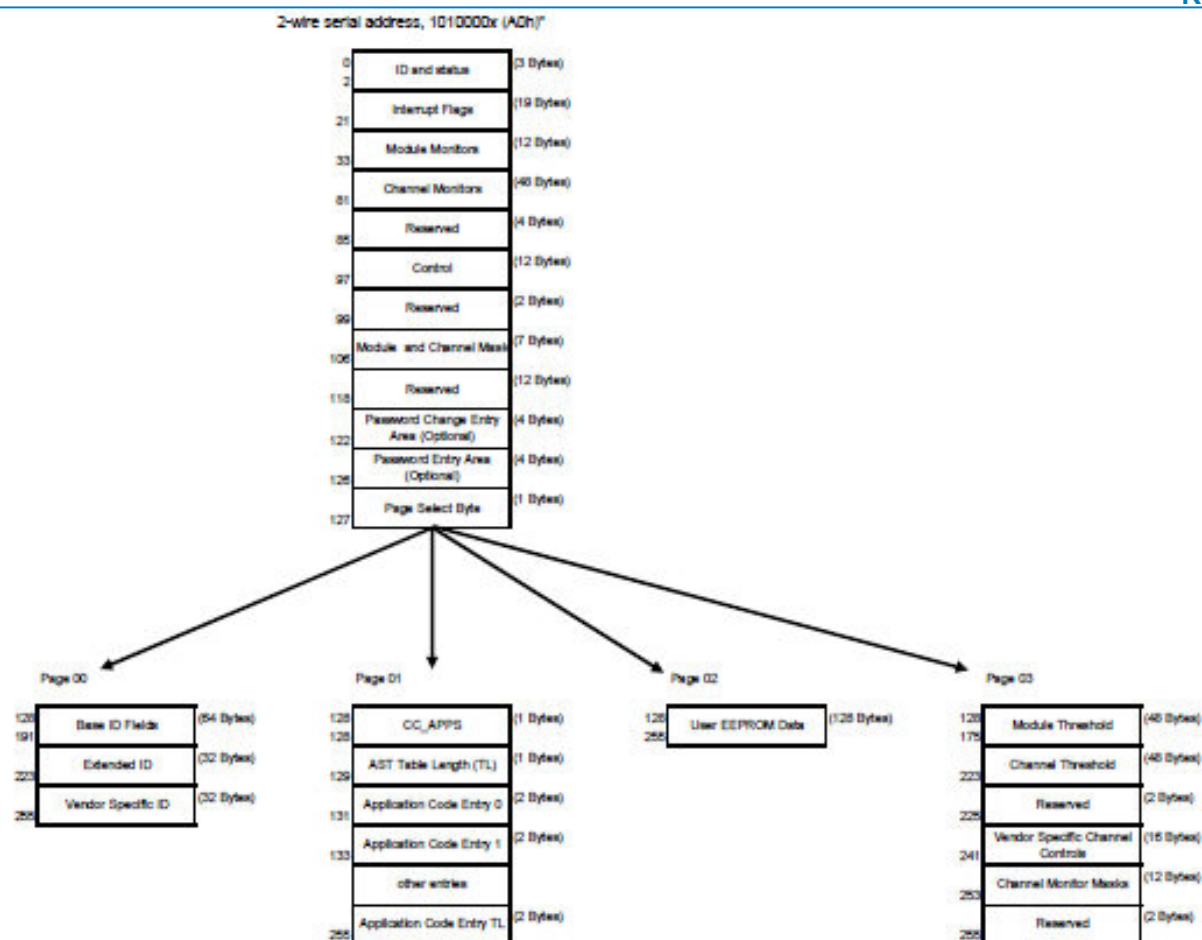 2-wire serial address, 1010000x (A0h)"
0
2
ID and status
(3 Bytes)
21
Interrupt Flags
(19 Bytes)
33
Module Monitors
(12 Bytes)
81
Channel Monitors
(48 Bytes)
85
Reserved
(4 Bytes)
97
Control
(12 Bytes)
99
Reserved
(2 Bytes)
106
Module and Channel Mask
(7 Bytes)
118
Reserved
(12 Bytes)
122
Password Change Entry
Area (Optional)
(4 Bytes)
126
Password Entry Area
(Optional)
(4 Bytes)
127
Page Select Byte
(1 Bytes)
Page 00
128
191
Base ID Fields
(64 Bytes)
223
Extended ID
(32 Bytes)
255
Vendor Specific ID
(32 Bytes)
Page 01
128
128
CC_APPS
(1 Bytes)
129
AST Table Length (TL)
(1 Bytes)
131
Application Code Entry 0
(2 Bytes)
133
Application Code Entry 1
(2 Bytes)
other entries
255
Application Code Entry TL
(2 Bytes)
Page 02
128
255
User EEPROM Data
(128 Bytes)
Page 03
128
175
Module Threshold
(48 Bytes)
223
Channel Threshold
(48 Bytes)
225
Reserved
(2 Bytes)
241
Vendor Specific Channel
Controls
(16 Bytes)
253
Channel Monitor Masks
(12 Bytes)
255
Reserved
(2 Bytes)